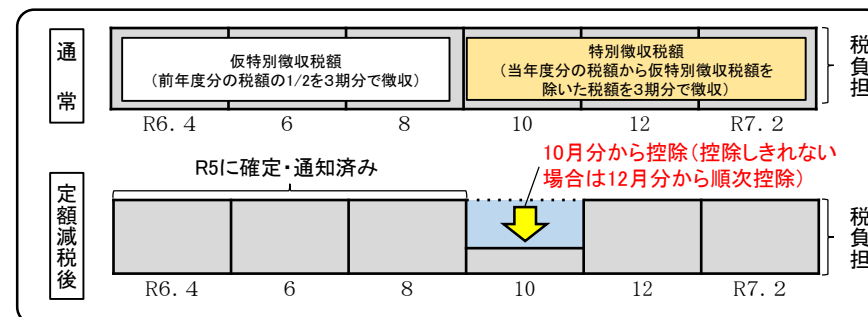 通常
仮特別徴収税額
(前年度分の税額の1/2を3期分で徴収)
特別徴収税額
(当年度分の税額から仮特別徴収税額を
除いた税額を3期分で徴収)
税負担
R6.4 6 8 10 12 R7.2
R5に確定・通知済み
10月分から控除(控除しきれない
場合は12月分から順次控除)
定額減税後
税負担
R6.4 6 8 10 12 R7.2